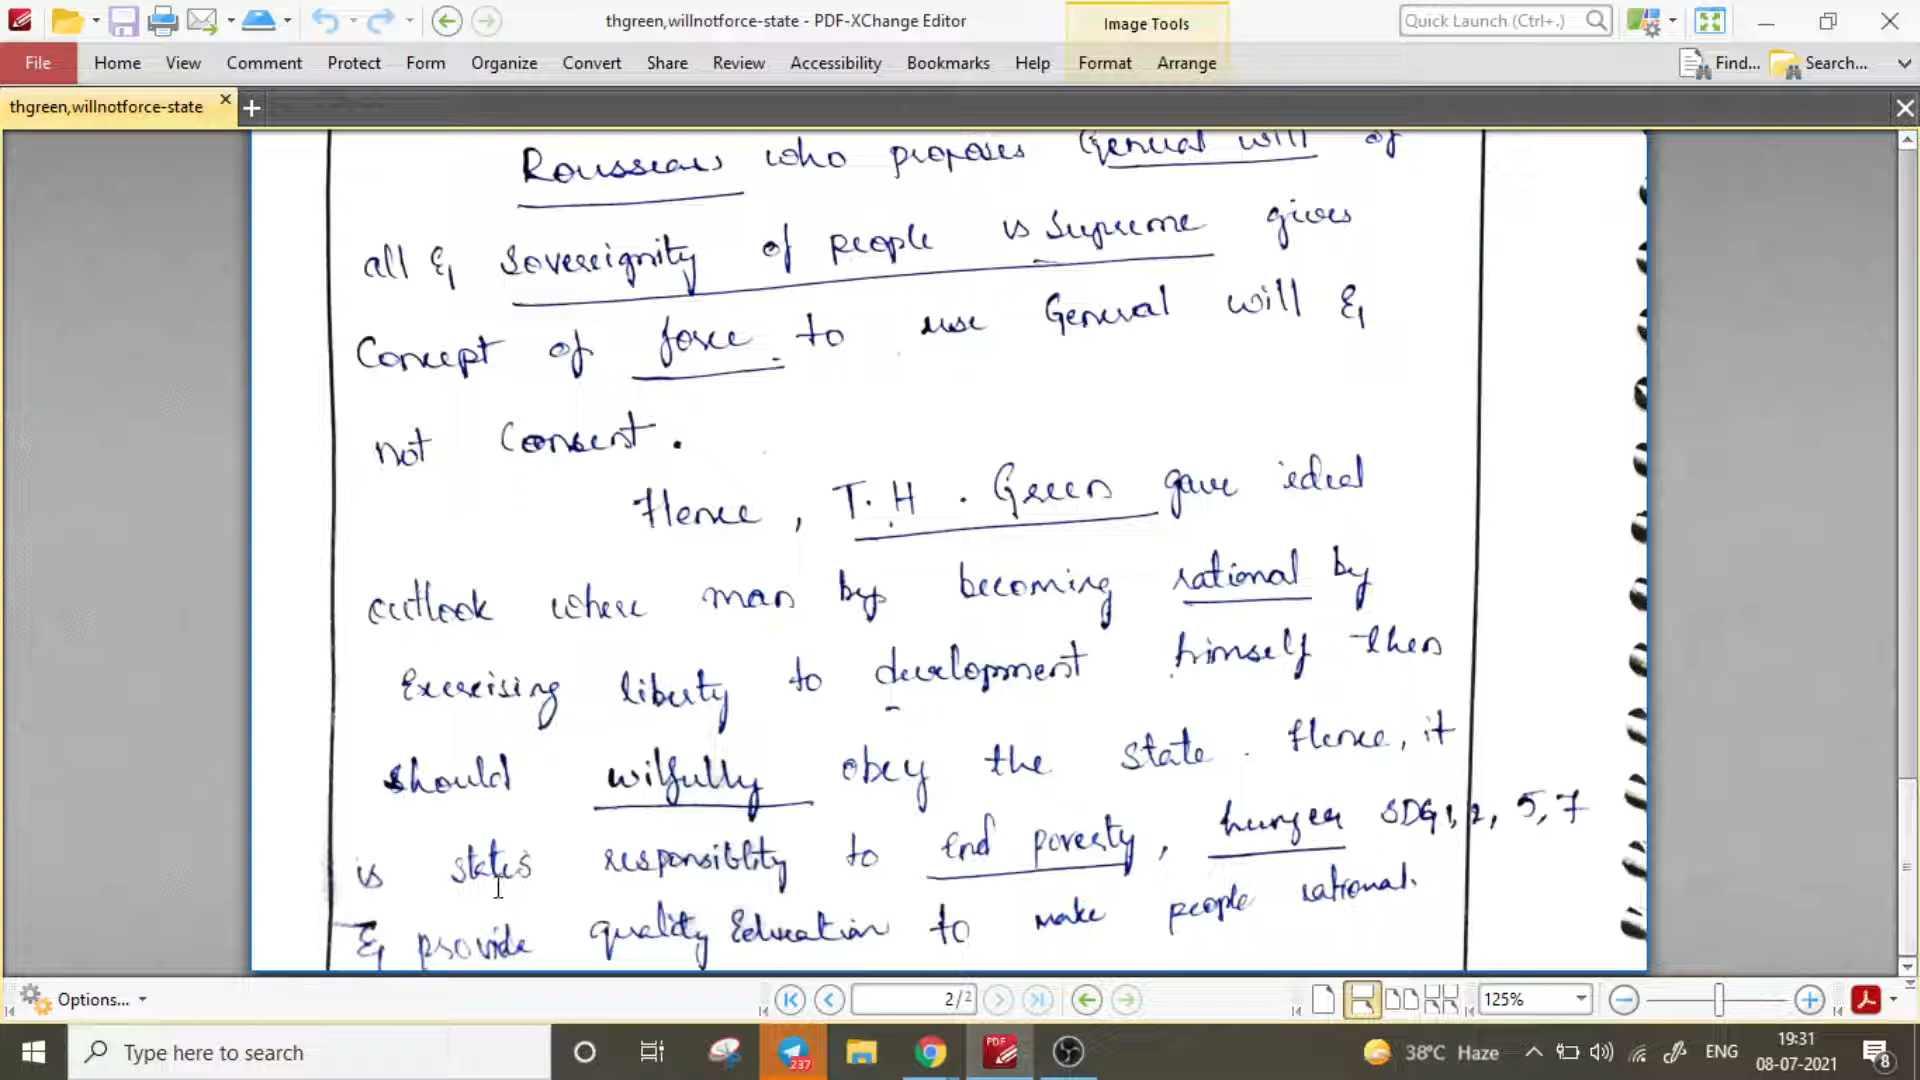 thgreen,willnotforce-state - PDF-XChange Editor
Image Tools
Quick Launch (Ctrl+.)
File Home View Comment Protect Form Organize Convert Share Review Accessibility Bookmarks Help Format Arrange
Find... Search...
thgreen,willnotforce-state
Rousseau who proposes General will of
all & Sovereignity of people is Supreme gives
Concept of force to use General will &
not Consent.
Hence, T.H. Green gave ideal
outlook where man by becoming rational by
Exercising liberty to development himself then
should wilfully obey the state. Hence, it
is states responsiblity to end poverty, hunger SDG 1, 2, 5, 7
& provide quality Education to make people rational.
Options...
2/2
125%
Type here to search
237
PDF
38°C Haze
ENG
19:31
08-07-2021
8